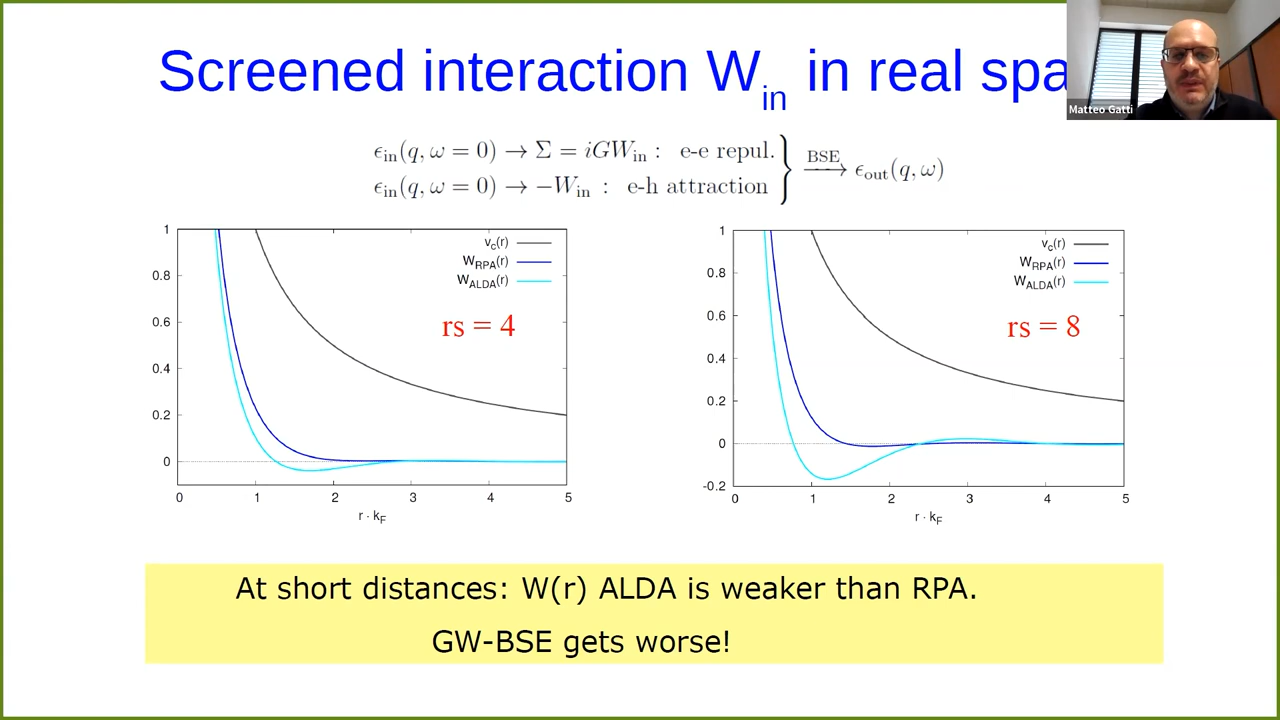 Screened interaction W_in in real spa
Matteo Gatti
ϵ_in(q, ω = 0) → Σ = iGW_in : e-e repul.
ϵ_in(q, ω = 0) → −W_in : e-h attraction
BSE
ϵ_out(q, ω)
v_c(r)
W_RPA(r)
W_ALDA(r)
rs = 4
1
0.8
0.6
0.4
0.2
0
0 1 2 3 4 5
r · k_F
v_c(r)
W_RPA(r)
W_ALDA(r)
rs = 8
1
0.8
0.6
0.4
0.2
0
-0.2
0 1 2 3 4 5
r · k_F
At short distances: W(r) ALDA is weaker than RPA.
GW-BSE gets worse!